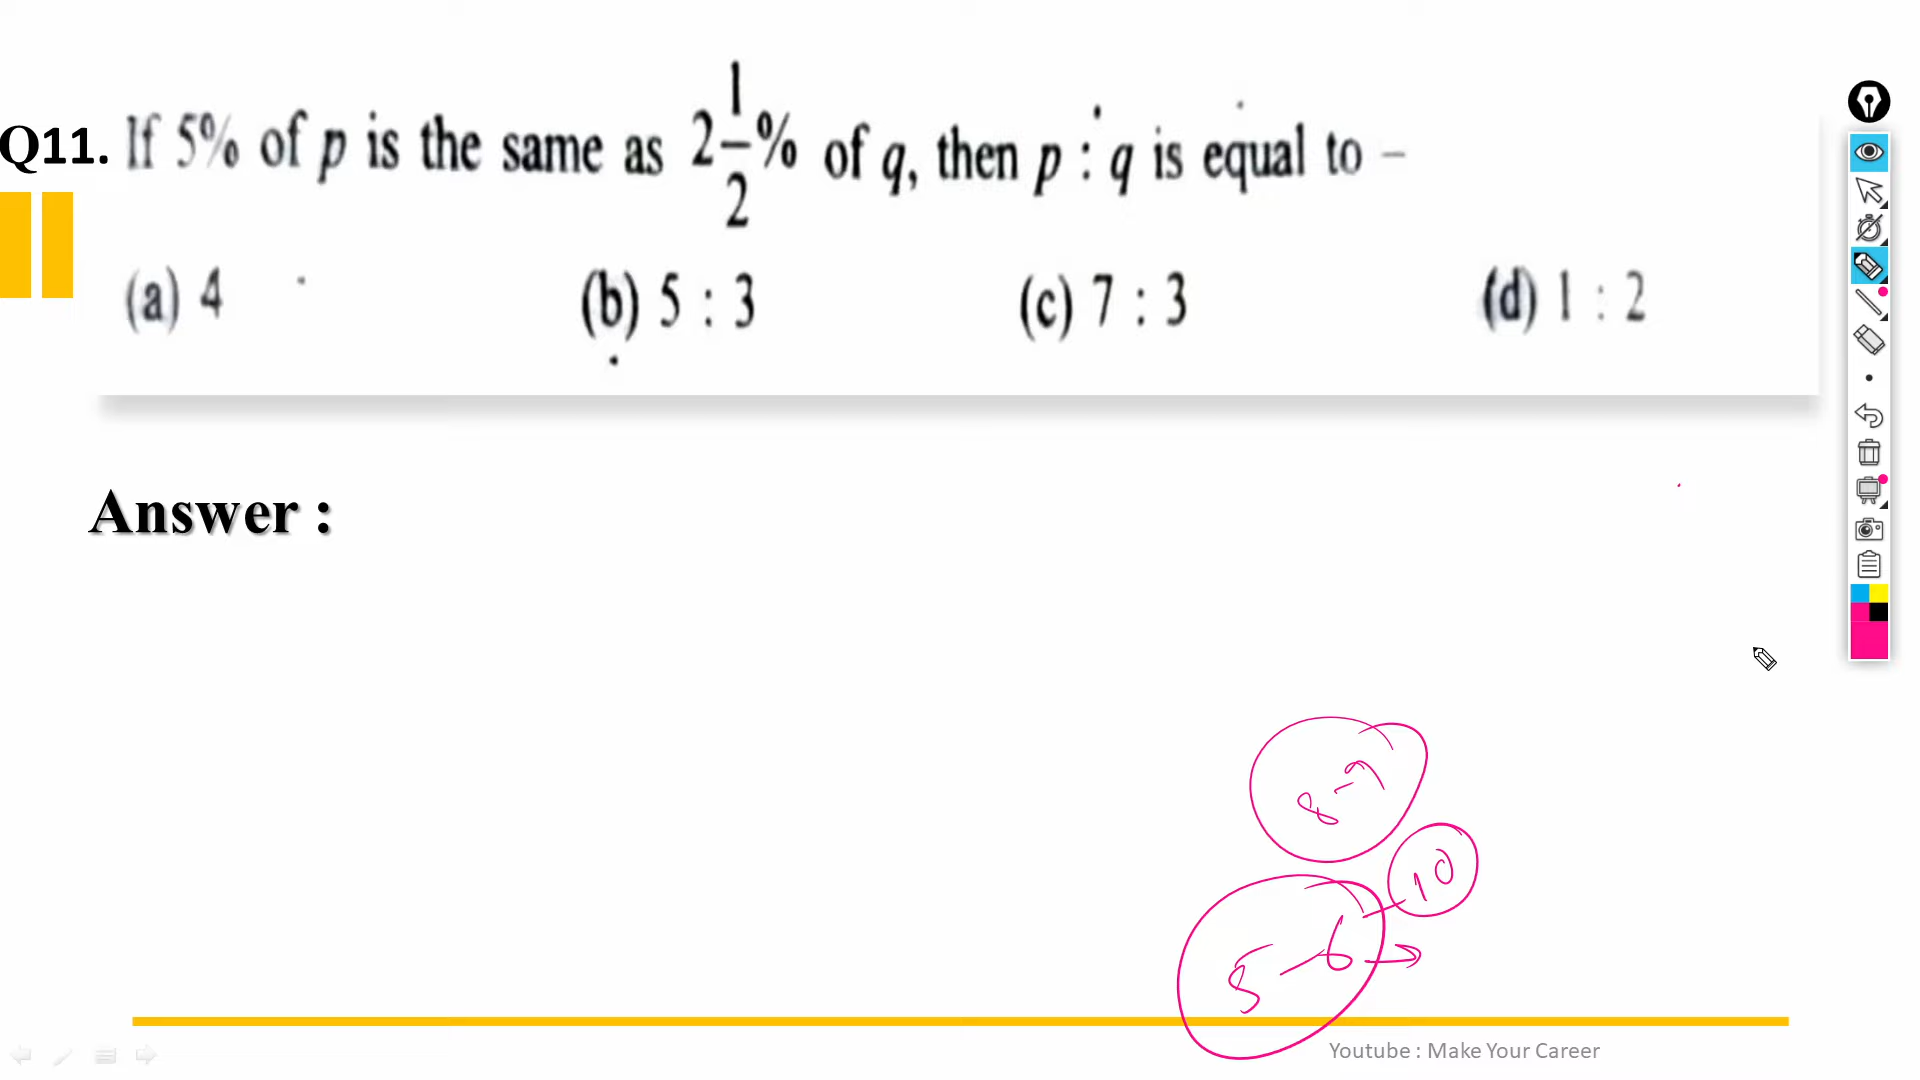 Q11. If 5% of p is the same as 2 1/2 % of q, then p : q is equal to –
(a) 4 (b) 5 : 3 (c) 7 : 3 (d) 1 : 2
Answer :
8-9
10
5-6
Youtube : Make Your Career